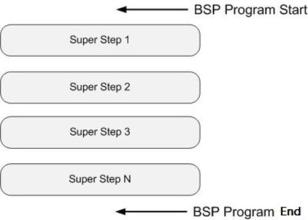 BSP Program Start
Super Step 1
Super Step 2
Super Step 3
Super Step N
BSP Program End